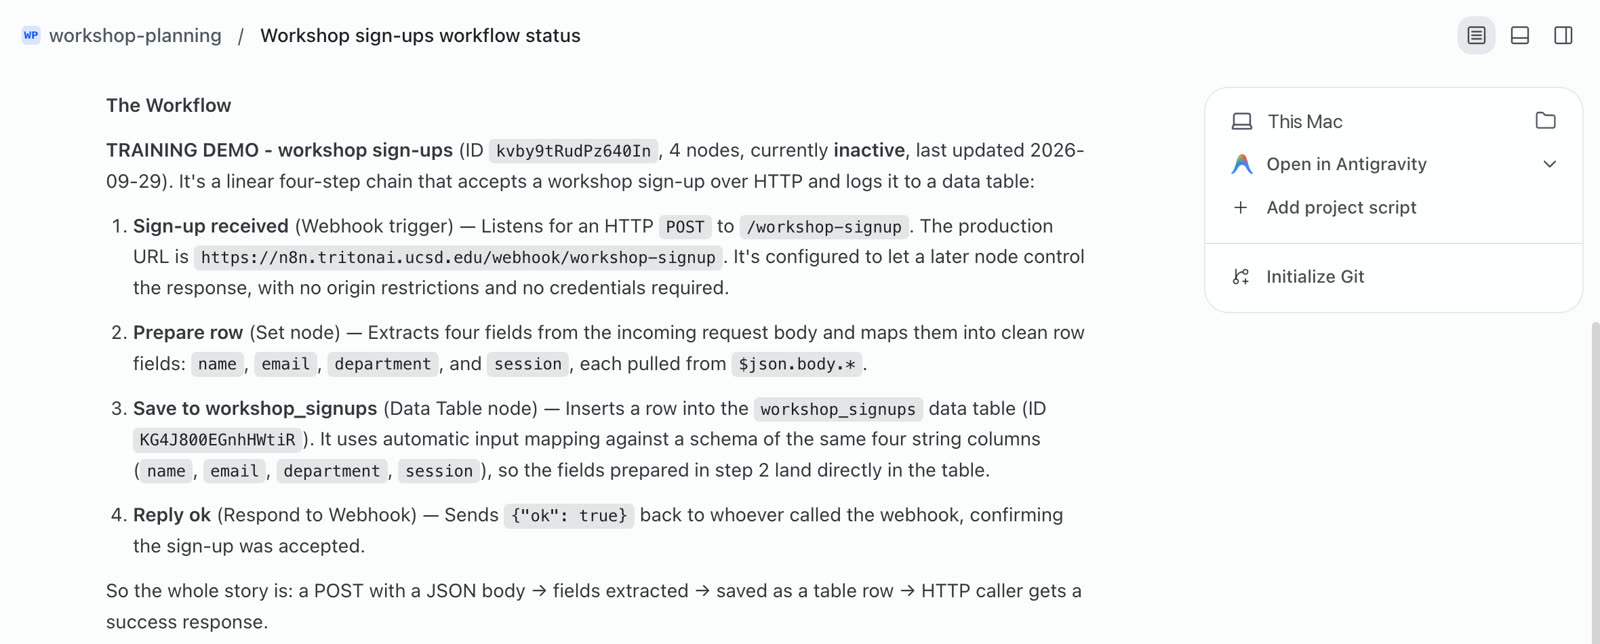 WP workshop-planning / Workshop sign-ups workflow status
The Workflow
TRAINING DEMO - workshop sign-ups (ID kvby9tRudPz640In, 4 nodes, currently inactive, last updated 2026-
09-29). It's a linear four-step chain that accepts a workshop sign-up over HTTP and logs it to a data table:
1. Sign-up received (Webhook trigger) — Listens for an HTTP POST to /workshop-signup. The production
URL is https://n8n.tritonai.ucsd.edu/webhook/workshop-signup. It's configured to let a later node control
the response, with no origin restrictions and no credentials required.
2. Prepare row (Set node) — Extracts four fields from the incoming request body and maps them into clean row
fields: name, email, department, and session, each pulled from $json.body.*.
3. Save to workshop_signups (Data Table node) — Inserts a row into the workshop_signups data table (ID
KG4J800EGnhHWtiR). It uses automatic input mapping against a schema of the same four string columns
(name, email, department, session), so the fields prepared in step 2 land directly in the table.
4. Reply ok (Respond to Webhook) — Sends {"ok": true} back to whoever called the webhook, confirming
the sign-up was accepted.
So the whole story is: a POST with a JSON body → fields extracted → saved as a table row → HTTP caller gets a
success response.
This Mac
Open in Antigravity
Add project script
Initialize Git